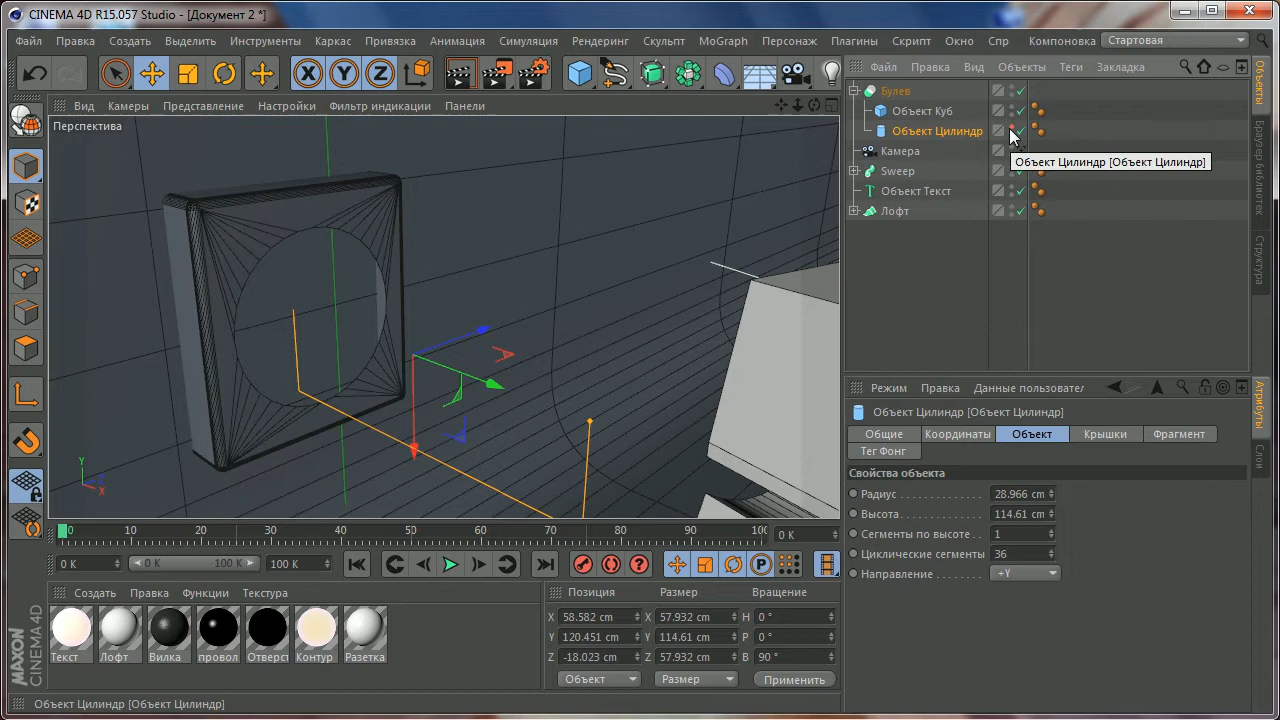 CINEMA 4D R15.057 Studio - [Документ 2 *]
Файл Правка Создать Выделить Инструменты Каркас Привязка Анимация Симуляция Рендеринг Скульпт MoGraph Персонаж Плагины Скрипт Окно Спр Компоновка Стартовая
X Y Z
Файл Правка Вид Объекты Теги Закладка
Вид Камеры Представление Настройки Фильтр индикации Панели
Перспектива
Булев
Объект Куб
Объект Цилиндр
Камера
Объект Цилиндр [Объект Цилиндр]
Sweep
Объект Текст
Лофт
Объекты
Браузер библиотек
Структура
Y
Z
X
Режим Правка Данные пользовател
Объект Цилиндр [Объект Цилиндр]
Общие Координаты Объект Крышки Фрагмент
Тег Фонг
Свойства объекта
Радиус 28.966 cm
Высота 114.61 cm
Сегменты по высоте 1
Циклические сегменты 36
Направление +Y
Атрибуты
Слои
0 10 20 30 40 50 60 70 80 90 100 0 K
0 K 0 K 100 K 100 K
Создать Правка Функции Текстура
Текст Лофт Вилка провол Отверст Контур Разетка
MAXON CINEMA 4D
Позиция Размер Вращение
X 58.582 cm X 57.932 cm H 0 °
Y 120.451 cm Y 114.61 cm P 0 °
Z -18.023 cm Z 57.932 cm B 90 °
Объект Размер Применить
Объект Цилиндр [Объект Цилиндр]